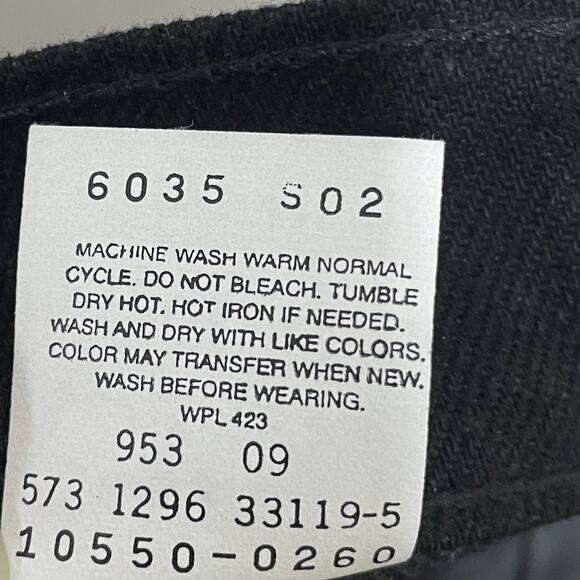 6035 S02
MACHINE WASH WARM NORMAL
CYCLE. DO NOT BLEACH. TUMBLE
DRY HOT. HOT IRON IF NEEDED.
WASH AND DRY WITH LIKE COLORS.
COLOR MAY TRANSFER WHEN NEW.
WASH BEFORE WEARING.
WPL 423
953 09
573 1296 33119-5
10550-0260